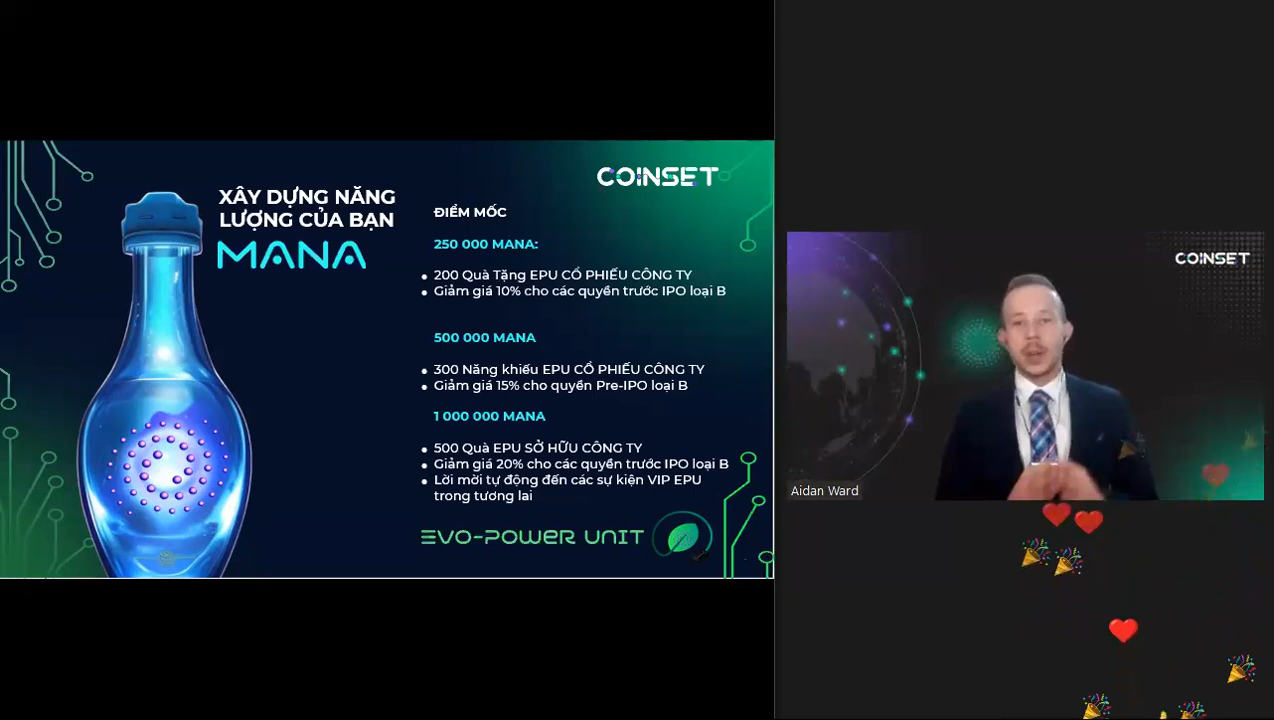 COINSET
XÂY DỰNG NĂNG
LƯỢNG CỦA BẠN
MANA
ĐIỂM MỐC
250 000 MANA:
200 Quà Tặng EPU CỔ PHIẾU CÔNG TY
Giảm giá 10% cho các quyền trước IPO loại B
500 000 MANA
300 Năng khiếu EPU CỔ PHIẾU CÔNG TY
Giảm giá 15% cho quyền Pre-IPO loại B
1 000 000 MANA
500 Quà EPU SỞ HỮU CÔNG TY
Giảm giá 20% cho các quyền trước IPO loại B
Lời mời tự động đến các sự kiện VIP EPU
trong tương lai
EVO-POWER UNIT
COINSET
Aidan Ward